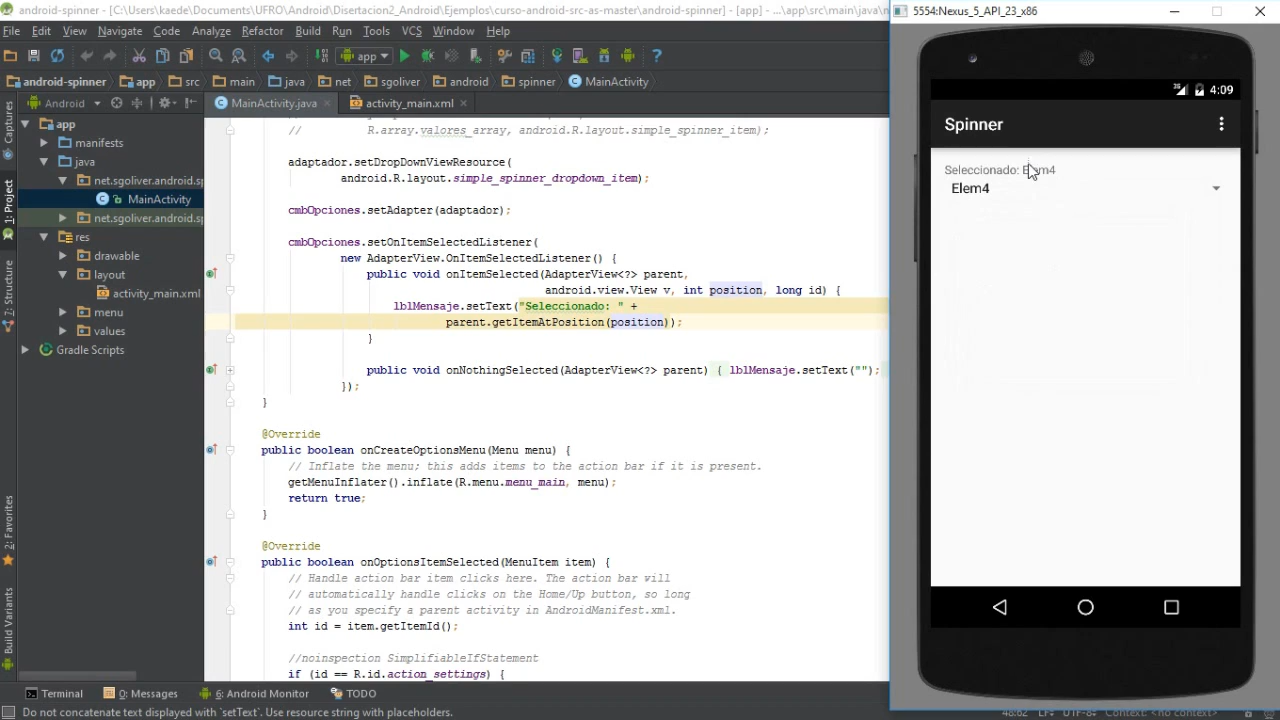 android-spinner - [C:\Users\kaede\Documents\UFRO\Android\Disertacion2_Android\Ejemplos\curso-android-src-as-master\android-spinner] - [app] - ...\app\src\main\java\n
File Edit View Navigate Code Analyze Refactor Build Run Tools VCS Window Help
app
android-spinner app src main java net sgoliver android spinner MainActivity
Android
MainActivity.java
activity_main.xml
Captures
1: Project
7: Structure
2: Favorites
Build Variants
app
manifests
java
net.sgoliver.android.sp
MainActivity
net.sgoliver.android.sp
res
drawable
layout
activity_main.xml
menu
values
Gradle Scripts
// R.array.valores_array, android.R.layout.simple_spinner_item);
adaptador.setDropDownViewResource(
android.R.layout.simple_spinner_dropdown_item);
cmbOpciones.setAdapter(adaptador);
cmbOpciones.setOnItemSelectedListener(
new AdapterView.OnItemSelectedListener() {
public void onItemSelected(AdapterView<?> parent,
android.view.View v, int position, long id) {
lblMensaje.setText("Seleccionado: " +
parent.getItemAtPosition(position));
}
public void onNothingSelected(AdapterView<?> parent) { lblMensaje.setText("");
});
}
@Override
public boolean onCreateOptionsMenu(Menu menu) {
// Inflate the menu; this adds items to the action bar if it is present.
getMenuInflater().inflate(R.menu.menu_main, menu);
return true;
}
@Override
public boolean onOptionsItemSelected(MenuItem item) {
// Handle action bar item clicks here. The action bar will
// automatically handle clicks on the Home/Up button, so long
// as you specify a parent activity in AndroidManifest.xml.
int id = item.getItemId();
//noinspection SimplifiableIfStatement
if (id == R.id.action_settings) {
Terminal 0: Messages 6: Android Monitor TODO
Do not concatenate text displayed with `setText`. Use resource string with placeholders.
5554:Nexus_5_API_23_x86
4:09
Spinner
Seleccionado: Elem4
Elem4